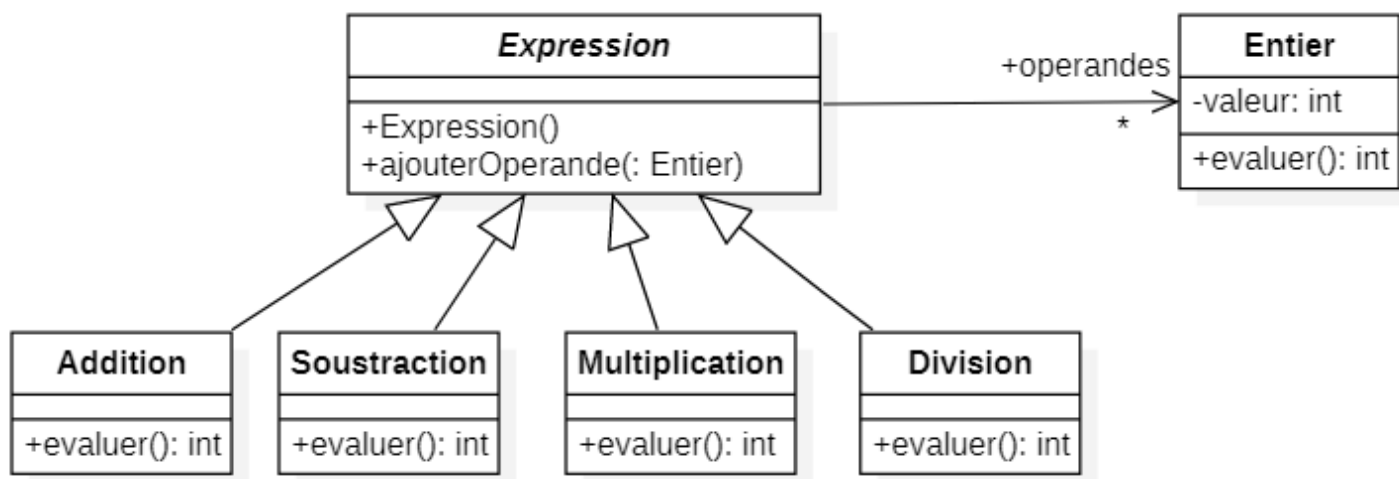 Expression
+Expression()
+ajouterOperande(: Entier)
+operandes
*
Entier
-valeur: int
+evaluer(): int
Addition
+evaluer(): int
Soustraction
+evaluer(): int
Multiplication
+evaluer(): int
Division
+evaluer(): int